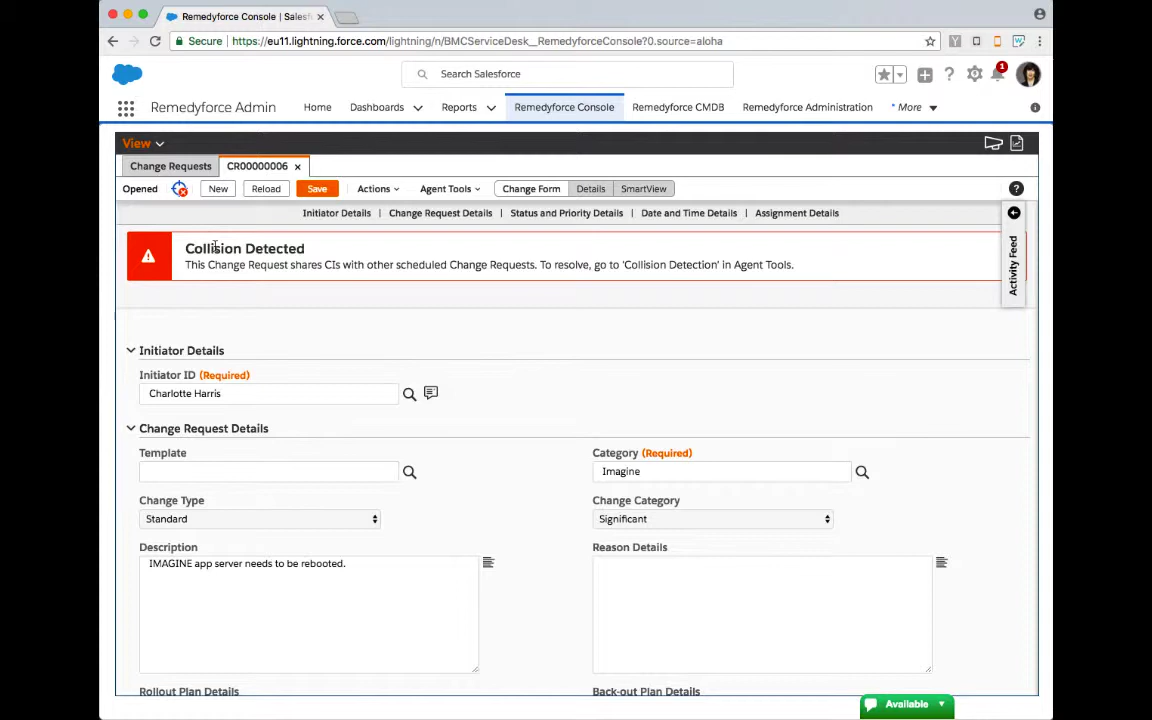 Remedyforce Console | Salesf
Secure
https://eu11.lightning.force.com/lightning/n/BMCServiceDesk__RemedyforceConsole?0.source=aloha
Search Salesforce
1
Remedyforce Admin
Home
Dashboards
Reports
Remedyforce Console
Remedyforce CMDB
Remedyforce Administration
* More
View
Change Requests
CR00000006
Opened
New
Reload
Save
Actions
Agent Tools
Change Form
Details
SmartView
Initiator Details | Change Request Details | Status and Priority Details | Date and Time Details | Assignment Details
Collision Detected
This Change Request shares CIs with other scheduled Change Requests. To resolve, go to ‘Collision Detection’ in Agent Tools.
Activity Feed
Initiator Details
Initiator ID (Required)
Charlotte Harris
Change Request Details
Template
Category (Required)
Imagine
Change Type
Change Category
Standard
Significant
Description
Reason Details
IMAGINE app server needs to be rebooted.
Rollout Plan Details
Back-out Plan Details
Available